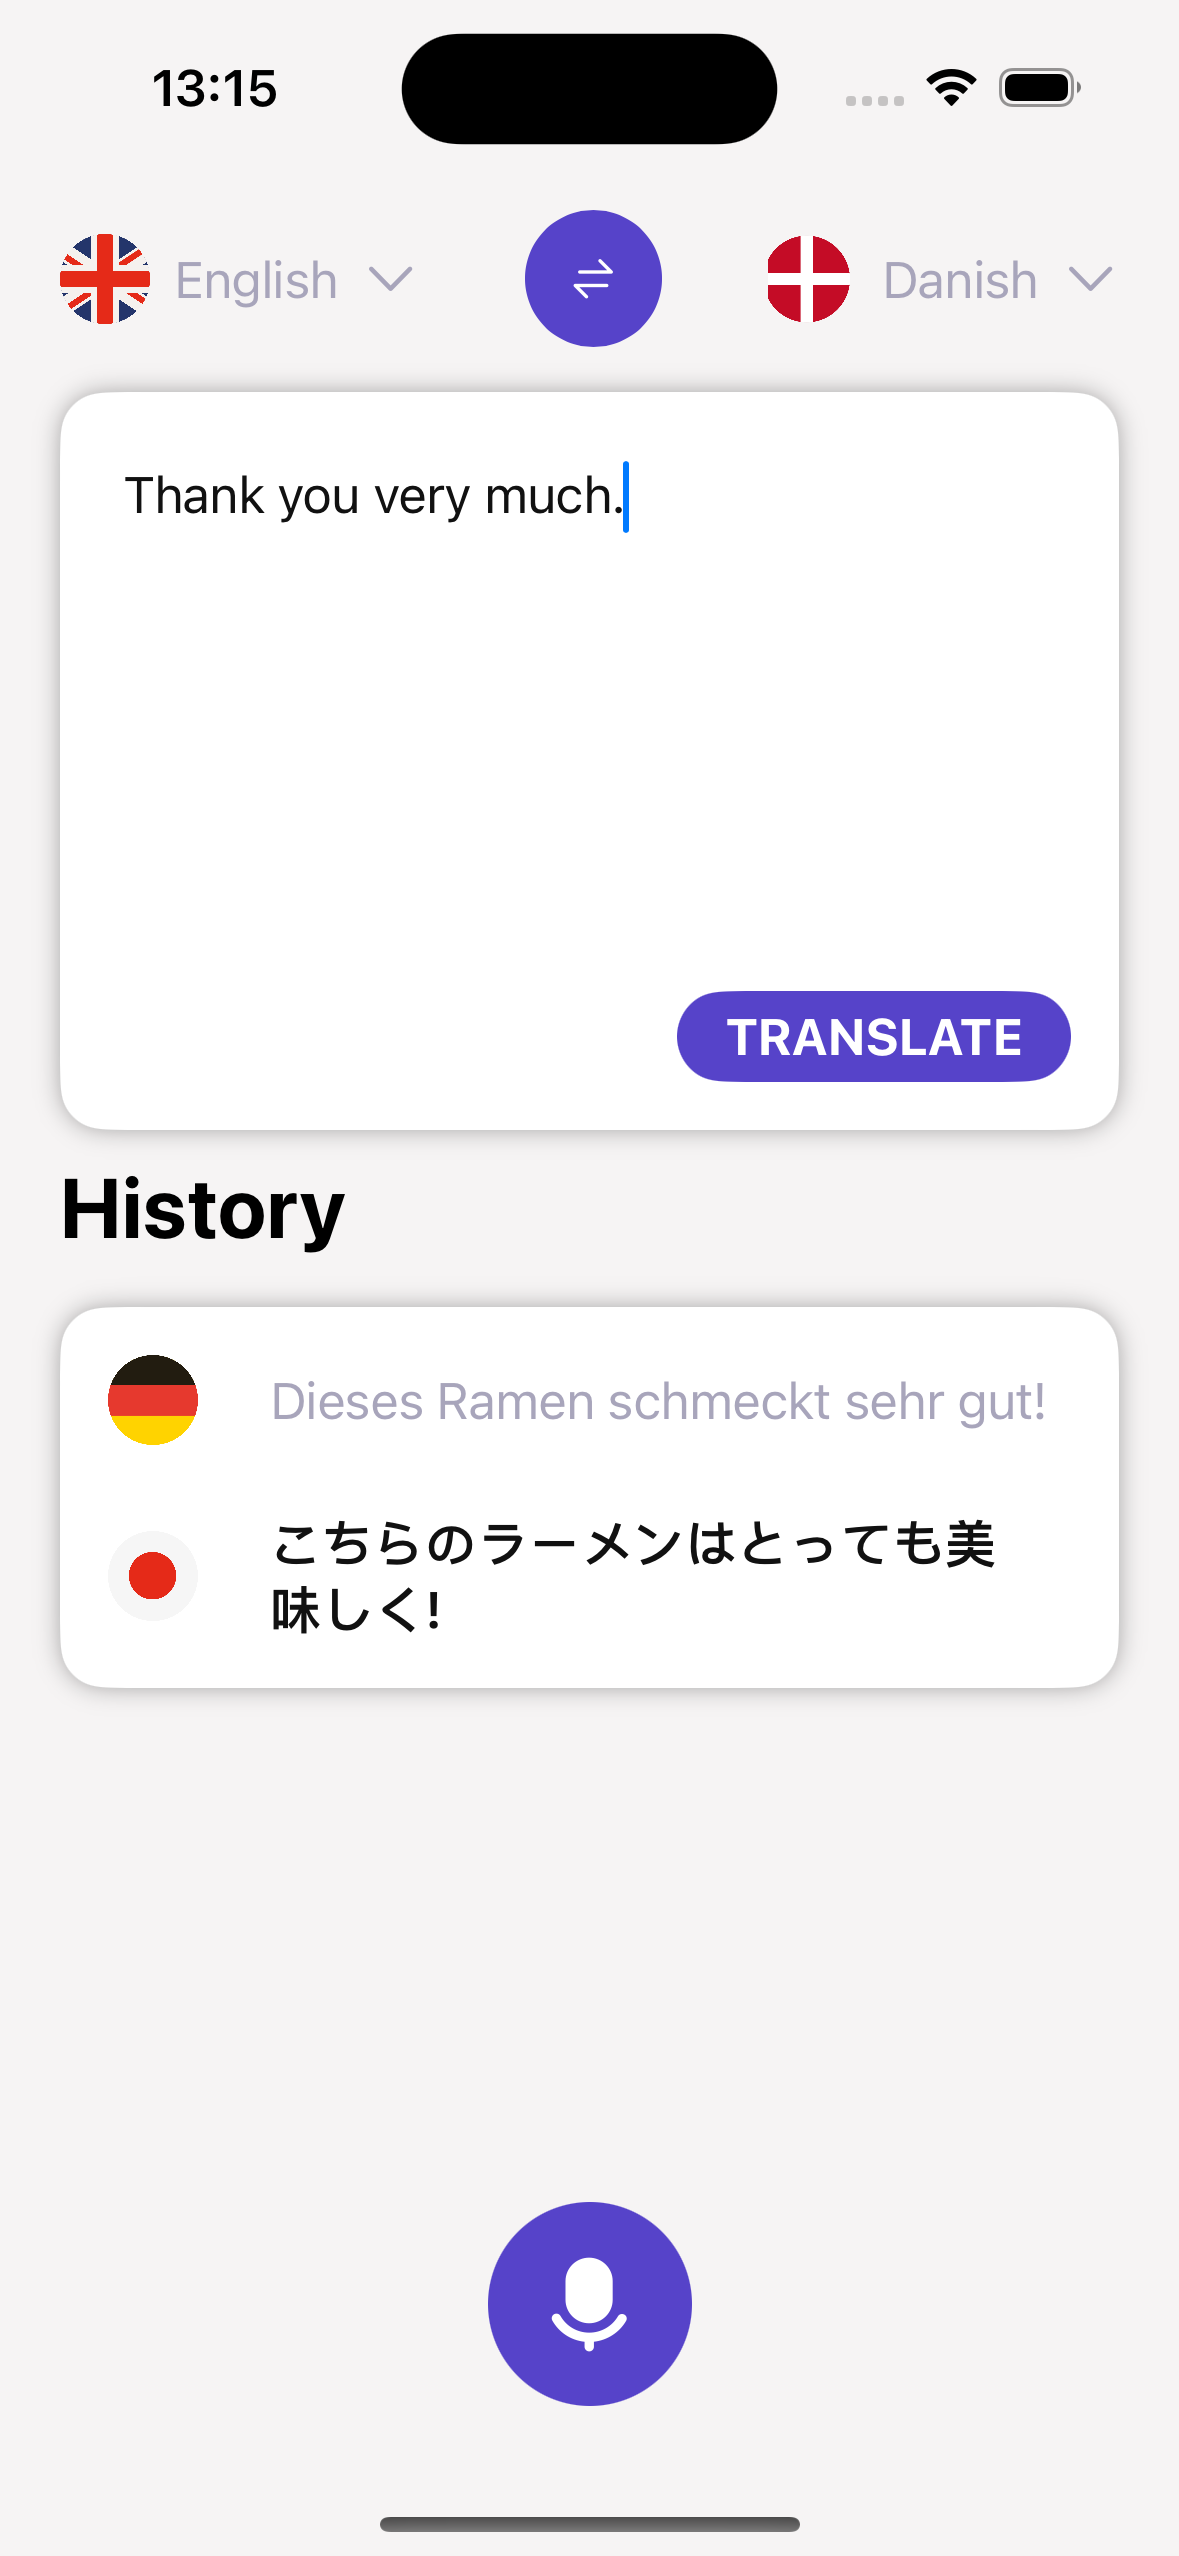 13:15
English
Danish
Thank you very much.
TRANSLATE
History
Dieses Ramen schmeckt sehr gut!
こちらのラーメンはとっても美
味しく!